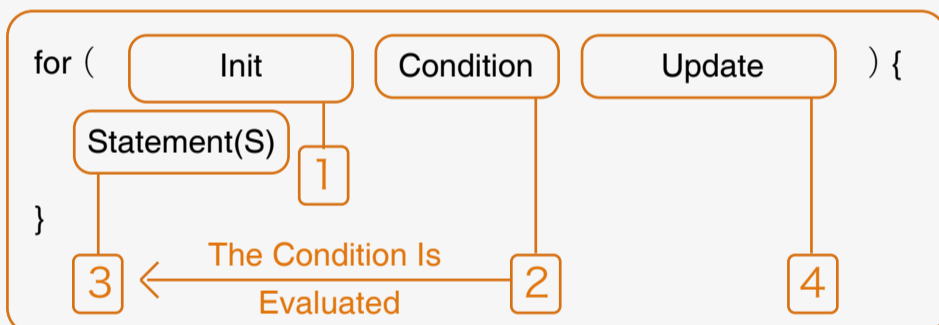 for ( Init Condition Update ) {
Statement(S)
1
}
The Condition Is
3 2 4
Evaluated